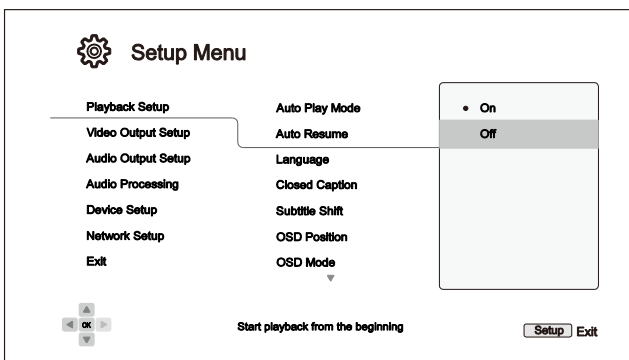 Setup Menu
Playback Setup
Video Output Setup
Audio Output Setup
Audio Processing
Device Setup
Network Setup
Exit
Auto Play Mode
Auto Resume
Language
Closed Caption
Subtitle Shift
OSD Position
OSD Mode
• On
Off
OK
Start playback from the beginning
Setup Exit